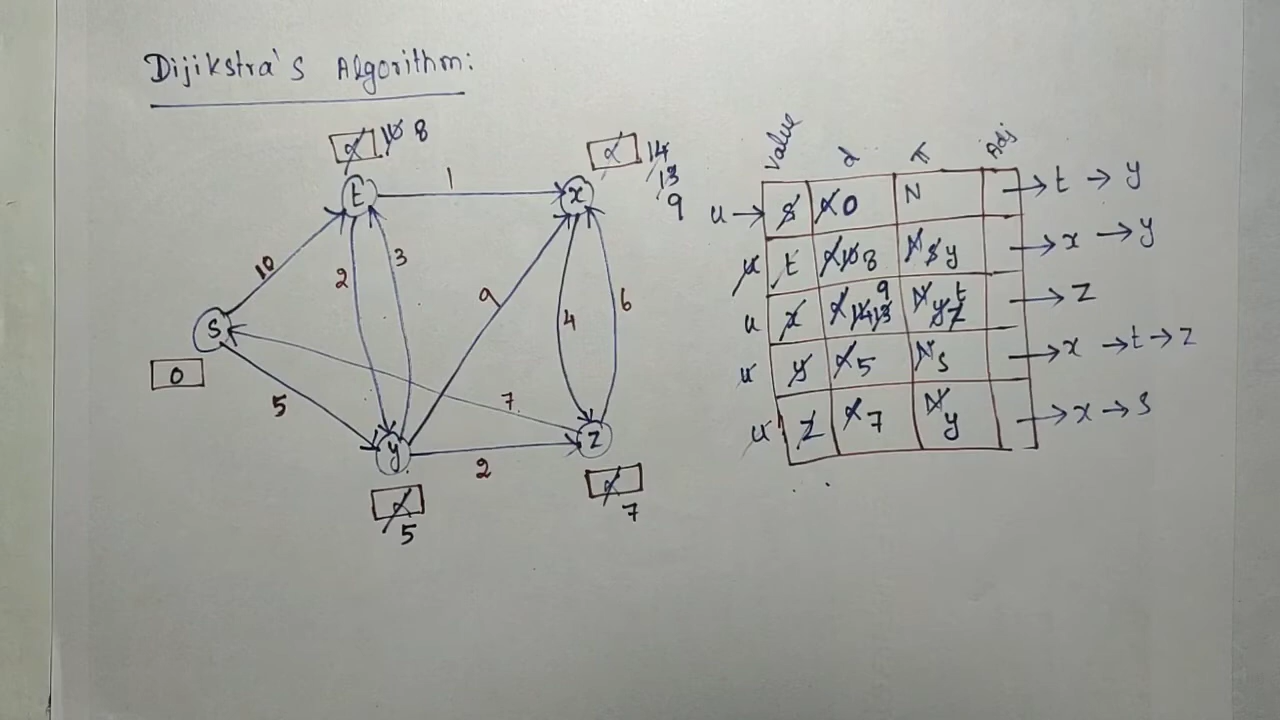 Dijikstra's Algorithm:
∝ 10 8
∝ 14
13
9
t 1 x
10 2 3 9 4 6
s
0
5 7
y 2 z
∝ ∝
5 7
value d π Adj
u → s ∝ 0 N → t → y
u t ∝ 10 8 N s y → x → y
u x ∝ 14 13 9 N y z t → z
u y ∝ 5 N s → x → t → z
u z ∝ 7 N y → x → s